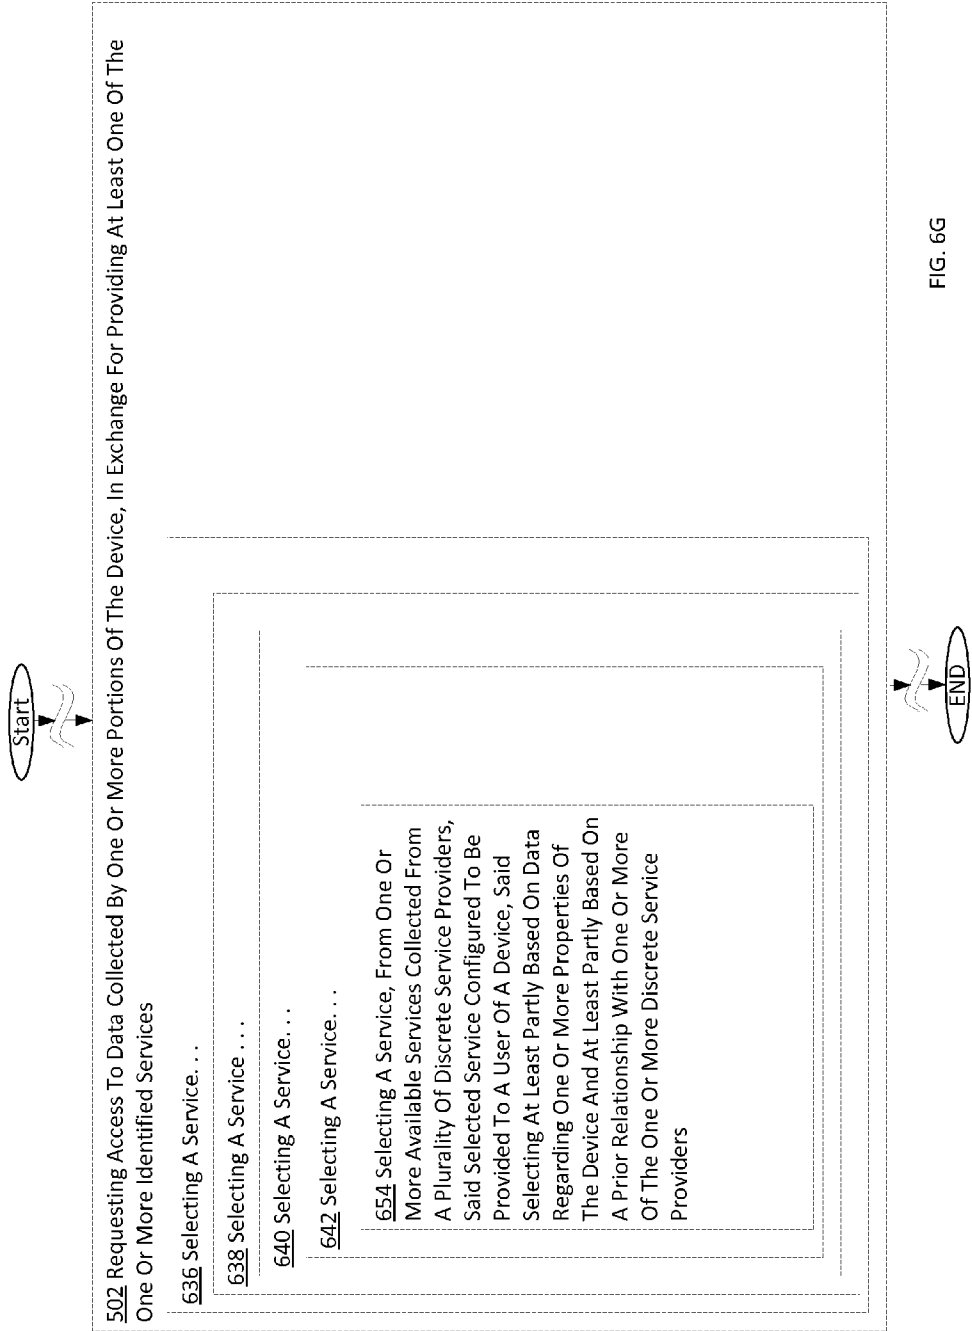 Start
502 Requesting Access To Data Collected By One Or More Portions Of The Device, In Exchange For Providing At Least One Of The
One Or More Identified Services
636 Selecting A Service. . .
638 Selecting A Service . . .
640 Selecting A Service. . .
642 Selecting A Service. . .
654 Selecting A Service, From One Or
More Available Services Collected From
A Plurality Of Discrete Service Providers,
Said Selected Service Configured To Be
Provided To A User Of A Device, Said
Selecting At Least Partly Based On Data
Regarding One Or More Properties Of
The Device And At Least Partly Based On
A Prior Relationship With One Or More
Of The One Or More Discrete Service
Providers
END
FIG. 6G